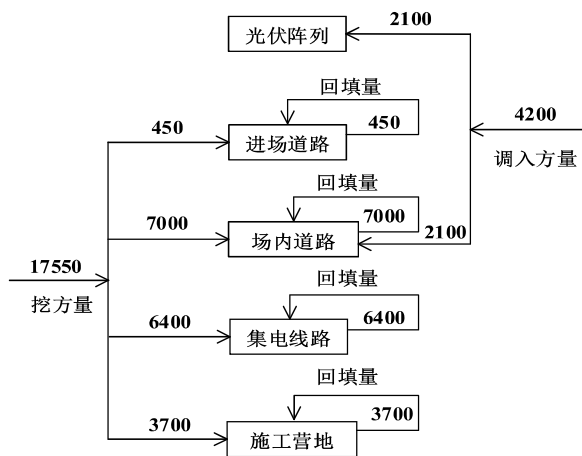 光伏阵列
2100
回填量
450
进场道路
450
4200
调入方量
回填量
7000
场内道路
7000
2100
17550
挖方量
回填量
6400
集电线路
6400
回填量
3700
施工营地
3700